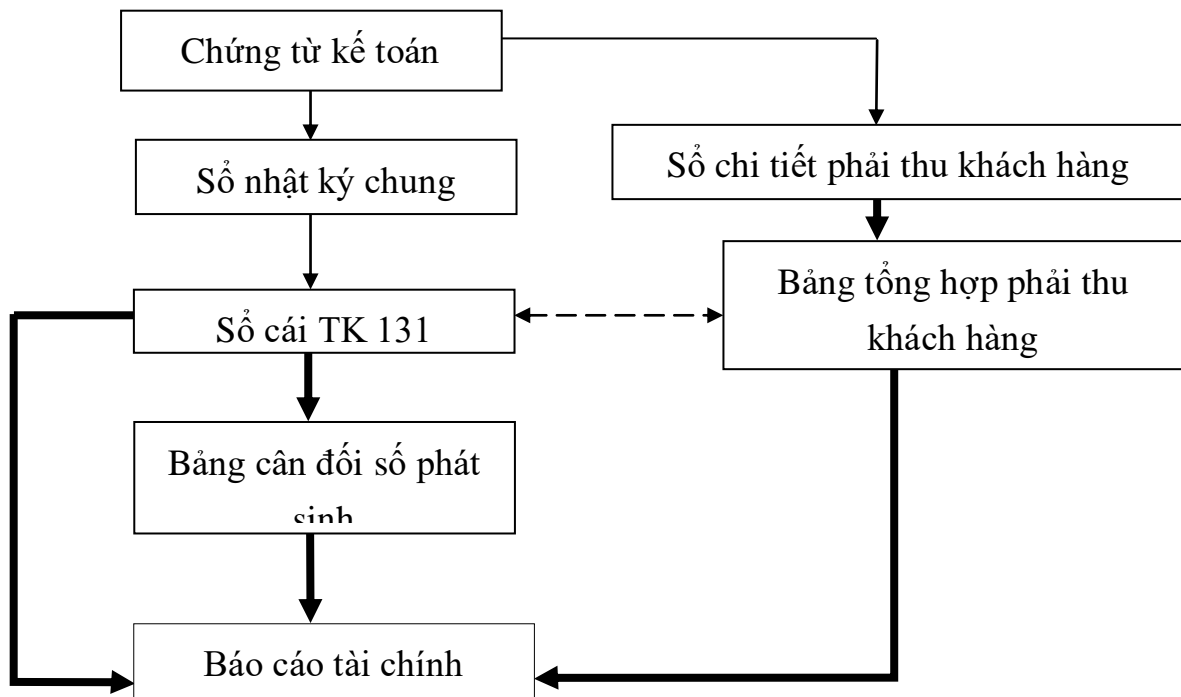 Chứng từ kế toán
Sổ nhật ký chung
Sổ chi tiết phải thu khách hàng
Bảng tổng hợp phải thu
khách hàng
Sổ cái TK 131
Bảng cân đối số phát
sinh
Báo cáo tài chính